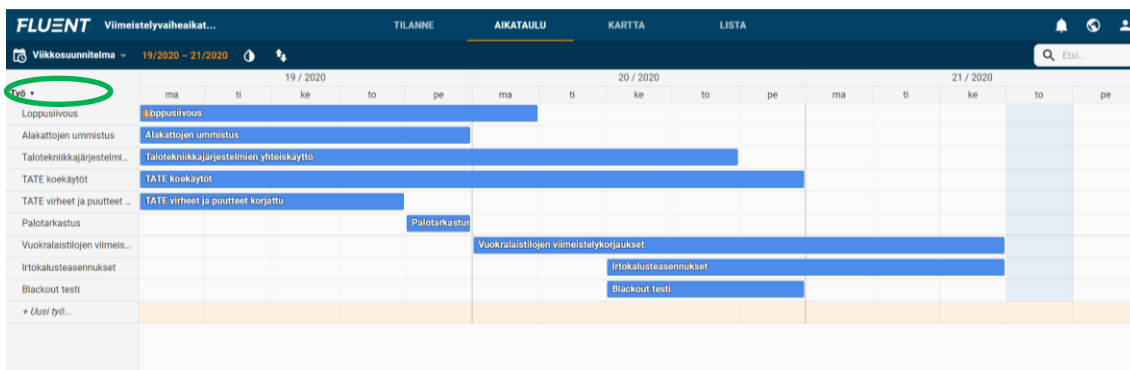 FLUENT Viimeistelyvaiheaikat... TILANNE AIKATAULU KARTTA LISTA
Viikkosuunnitelma 19/2020 – 21/2020 Etsi...
19 / 2020 20 / 2020 21 / 2020
Työ ma ti ke to pe ma ti ke to pe ma ti ke to pe
Loppusiivous Loppusiivous
Alakattojen ummistus Alakattojen ummistus
Talotekniikkajärjestelmi... Talotekniikkajärjestelmien yhteiskäyttö
TATE koekäytöt TATE koekäytöt
TATE virheet ja puutteet ... TATE virheet ja puutteet korjattu
Palotarkastus Palotarkastus
Vuokralaistilojen viimeis... Vuokralaistilojen viimeistelykorjaukset
Irtokalusteasennukset Irtokalusteasennukset
Blackout testi Blackout testi
+ Uusi työ...